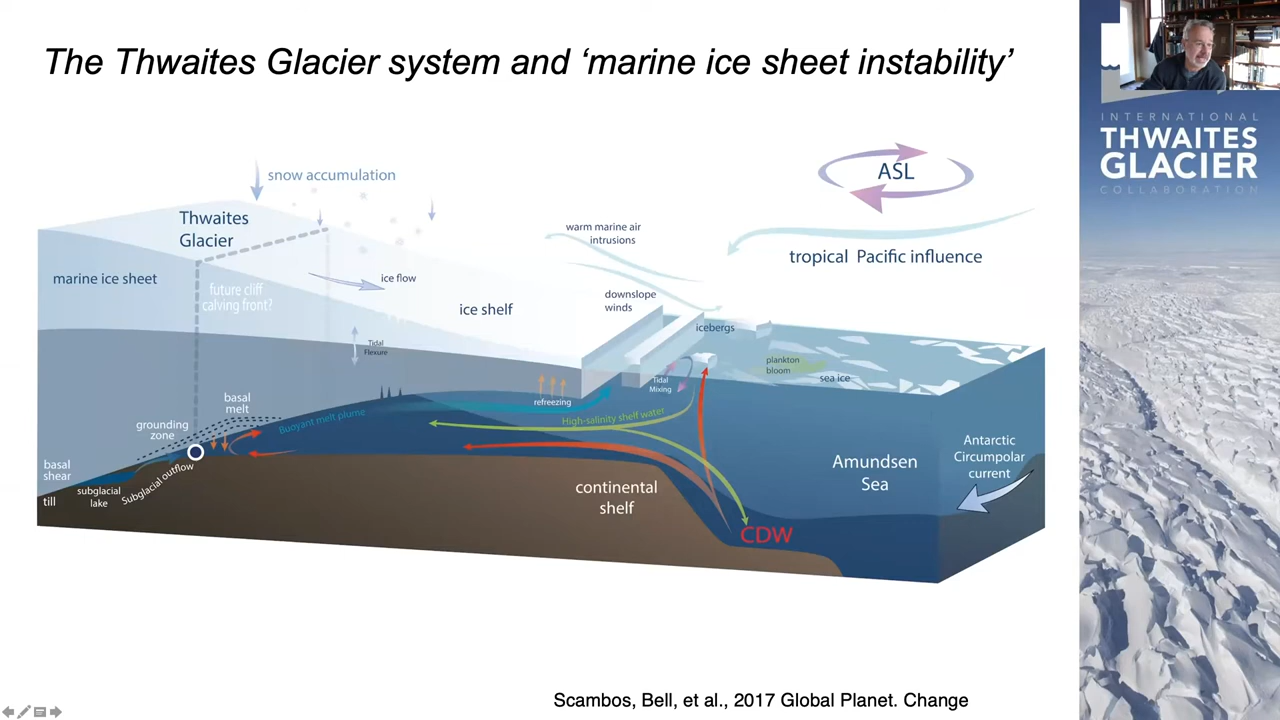 The Thwaites Glacier system and ‘marine ice sheet instability’
INTERNATIONAL
THWAITES
GLACIER
COLLABORATION
snow accumulation
ASL
Thwaites
Glacier
warm marine air
intrusions
tropical Pacific influence
marine ice sheet
ice flow
future cliff
calving front?
downslope
winds
ice shelf
icebergs
Tidal
Flexure
plankton
bloom
sea ice
Tidal
Mixing
refreezing
basal
melt
Buoyant melt plume
High-salinity shelf water
grounding
zone
Antarctic
Circumpolar
current
Amundsen
Sea
basal
shear
till
subglacial
lake
Subglacial outflow
continental
shelf
CDW
Scambos, Bell, et al., 2017 Global Planet. Change